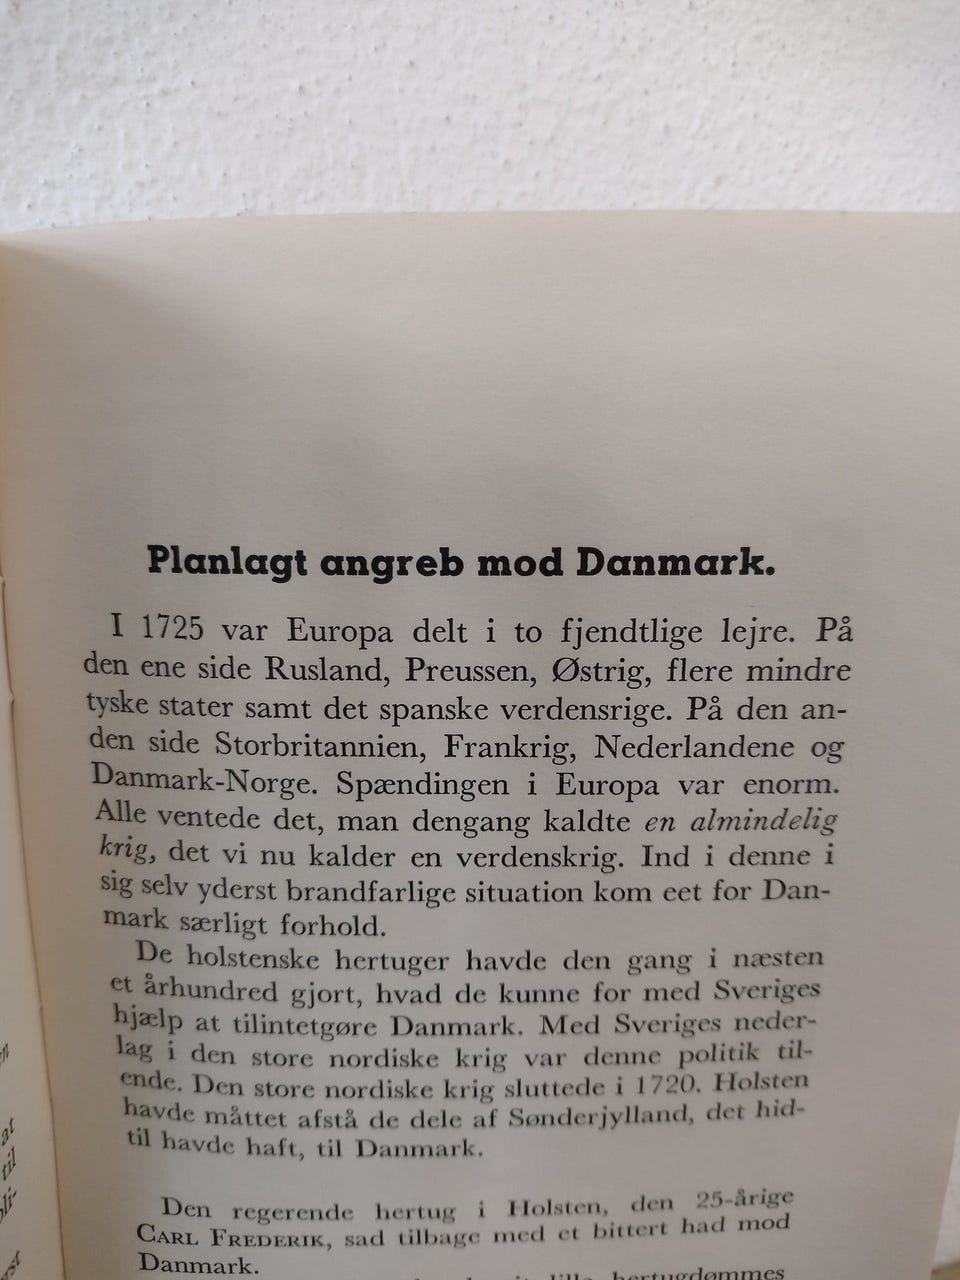 Planlagt angreb mod Danmark.
I 1725 var Europa delt i to fjendtlige lejre. På
den ene side Rusland, Preussen, Østrig, flere mindre
tyske stater samt det spanske verdensrige. På den an-
den side Storbritannien, Frankrig, Nederlandene og
Danmark-Norge. Spændingen i Europa var enorm.
Alle ventede det, man dengang kaldte en almindelig
krig, det vi nu kalder en verdenskrig. Ind i denne i
sig selv yderst brandfarlige situation kom eet for Dan-
mark særligt forhold.
De holstenske hertuger havde den gang i næsten
et århundred gjort, hvad de kunne for med Sveriges
hjælp at tilintetgøre Danmark. Med Sveriges neder-
lag i den store nordiske krig var denne politik til-
ende. Den store nordiske krig sluttede i 1720. Holsten
havde måttet afstå de dele af Sønderjylland, det hid-
til havde haft, til Danmark.
Den regerende hertug i Holsten, den 25-årige
CARL FREDERIK, sad tilbage med et bittert had mod
Danmark.
lille hertugdømmes
at
til